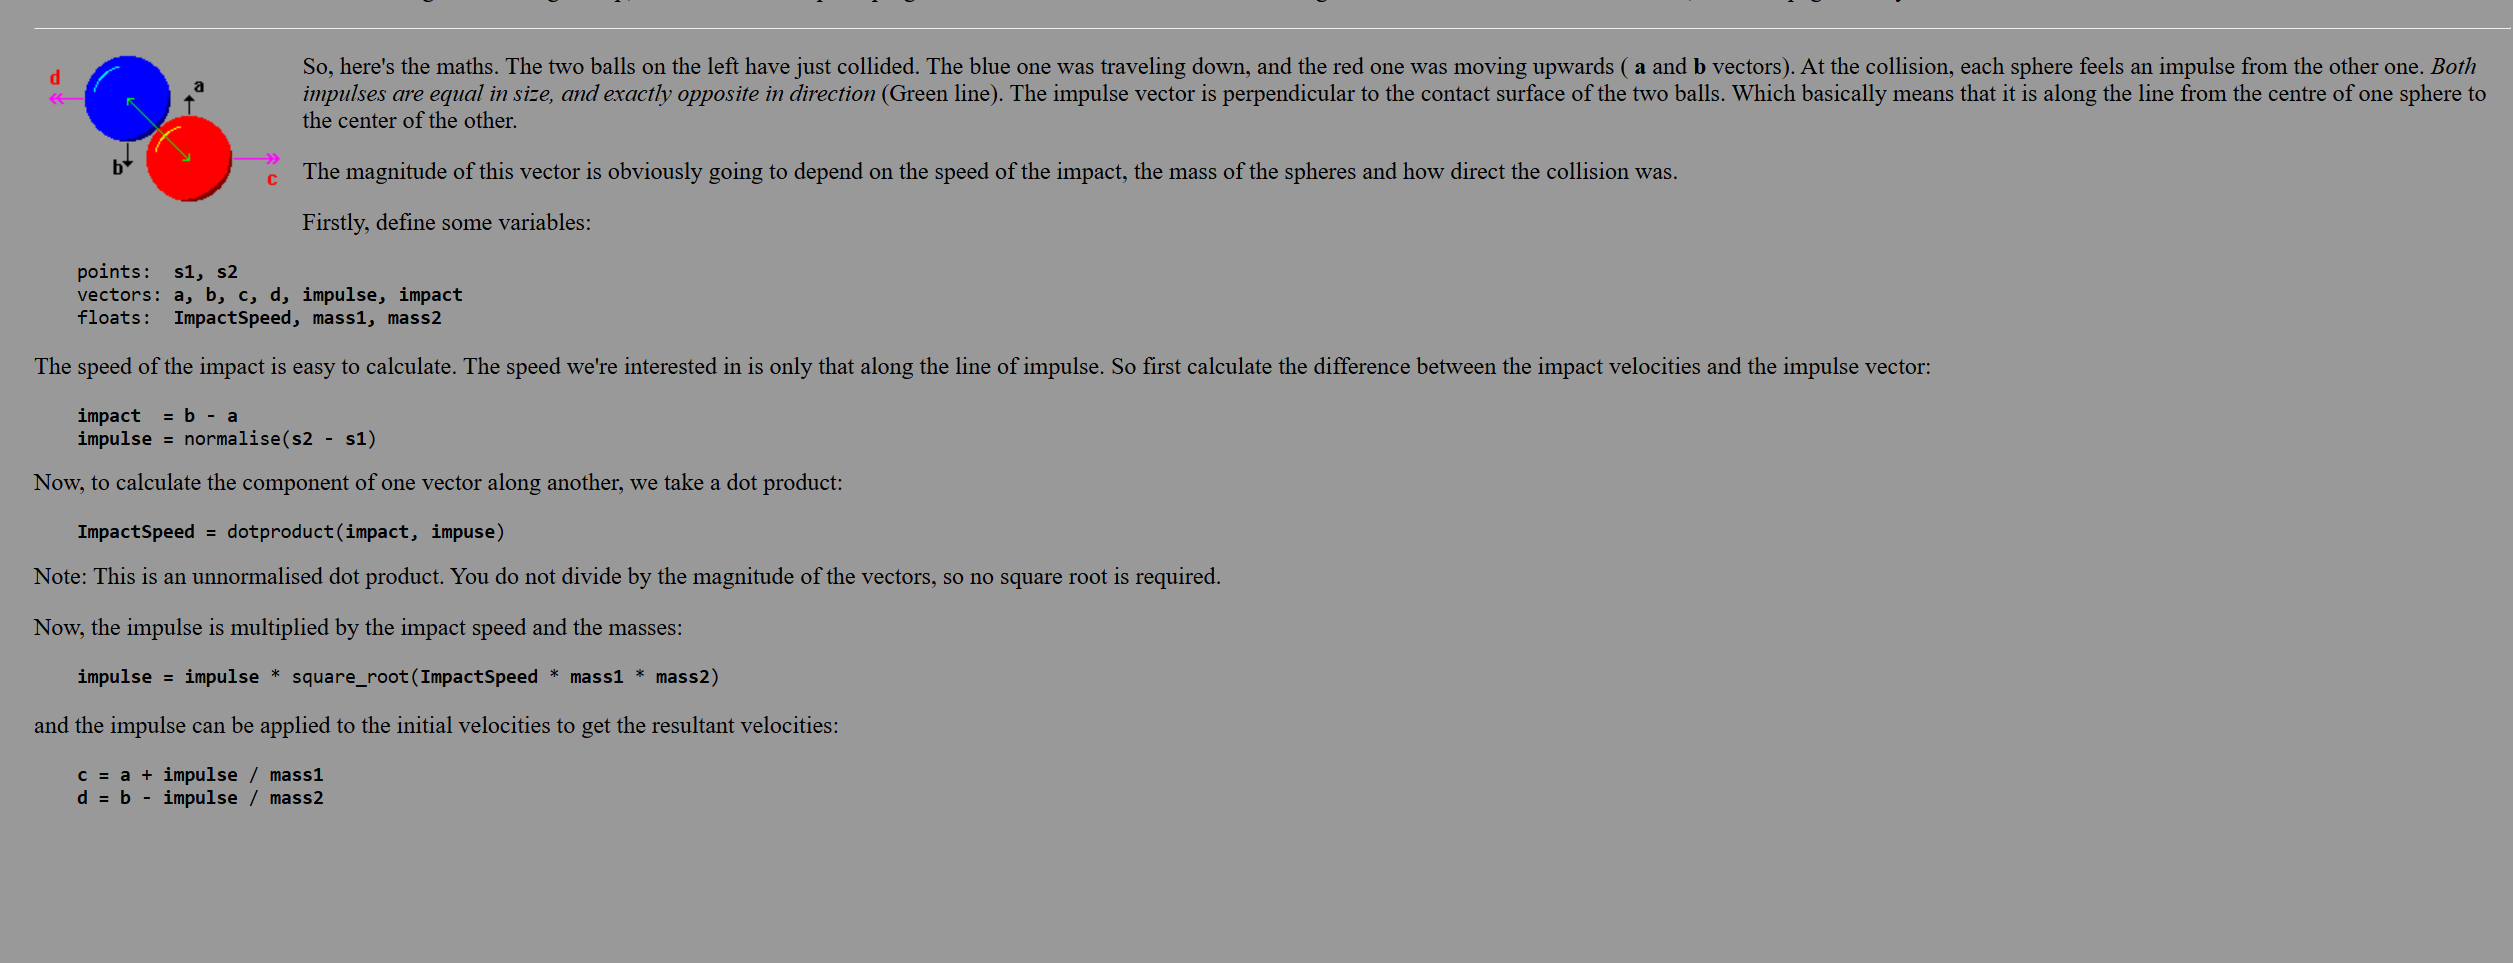 So, here's the maths. The two balls on the left have just collided. The blue one was traveling down, and the red one was moving upwards ( a and b vectors). At the collision, each sphere feels an impulse from the other one. Both
impulses are equal in size, and exactly opposite in direction (Green line). The impulse vector is perpendicular to the contact surface of the two balls. Which basically means that it is along the line from the centre of one sphere to
the center of the other.
d
a
b
c
The magnitude of this vector is obviously going to depend on the speed of the impact, the mass of the spheres and how direct the collision was.
Firstly, define some variables:
points: s1, s2
vectors: a, b, c, d, impulse, impact
floats: ImpactSpeed, mass1, mass2
The speed of the impact is easy to calculate. The speed we're interested in is only that along the line of impulse. So first calculate the difference between the impact velocities and the impulse vector:
impact = b - a
impulse = normalise(s2 - s1)
Now, to calculate the component of one vector along another, we take a dot product:
ImpactSpeed = dotproduct(impact, impuse)
Note: This is an unnormalised dot product. You do not divide by the magnitude of the vectors, so no square root is required.
Now, the impulse is multiplied by the impact speed and the masses:
impulse = impulse * square_root(ImpactSpeed * mass1 * mass2)
and the impulse can be applied to the initial velocities to get the resultant velocities:
c = a + impulse / mass1
d = b - impulse / mass2